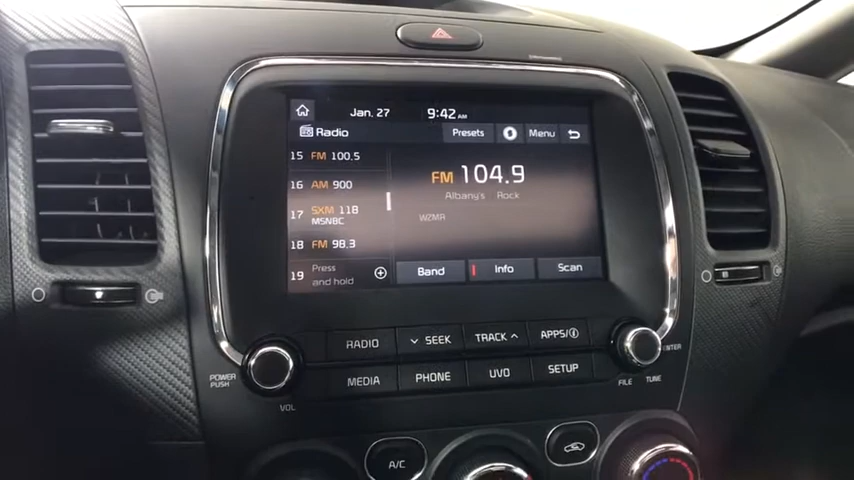 Jan. 27 9:42 AM
Radio
Presets Menu
15 FM 100.5
16 AM 900
17 SXM 118
MSNBC
18 FM 98.3
19 Press
and hold
FM 104.9
Albany's Rock
WZMR
Band Info Scan
RADIO SEEK TRACK APPS/i
MEDIA PHONE UVO SETUP
POWER
PUSH
VOL
ENTER
FILE TUNE
A/C